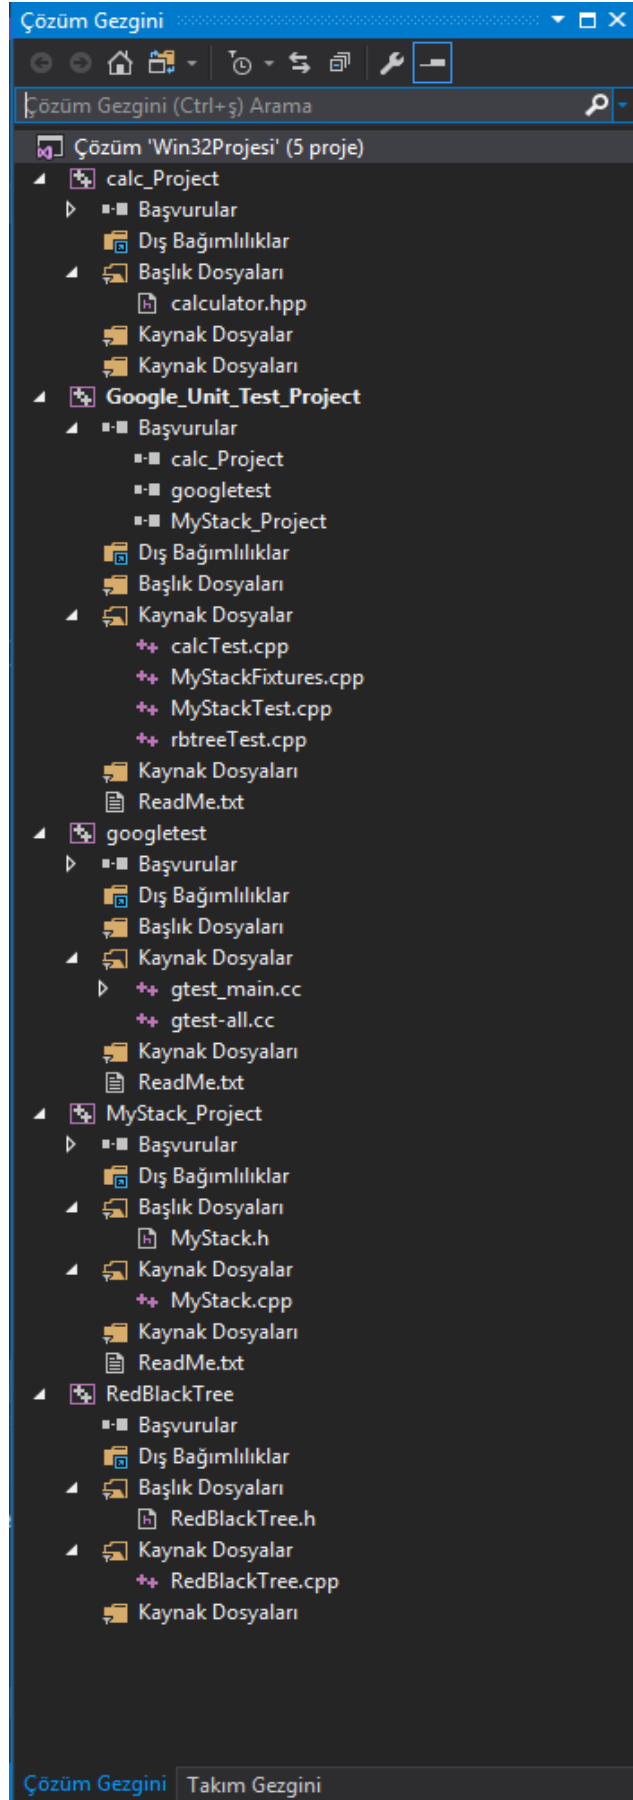 Çözüm Gezgini
Çözüm Gezgini (Ctrl+ş) Arama
Çözüm 'Win32Projesi' (5 proje)
calc_Project
Başvurular
Dış Bağımlılıklar
Başlık Dosyaları
calculator.hpp
Kaynak Dosyalar
Kaynak Dosyaları
Google_Unit_Test_Project
Başvurular
calc_Project
googletest
MyStack_Project
Dış Bağımlılıklar
Başlık Dosyaları
Kaynak Dosyalar
calcTest.cpp
MyStackFixtures.cpp
MyStackTest.cpp
rbtreeTest.cpp
Kaynak Dosyaları
ReadMe.txt
googletest
Başvurular
Dış Bağımlılıklar
Başlık Dosyaları
Kaynak Dosyalar
gtest_main.cc
gtest-all.cc
Kaynak Dosyaları
ReadMe.txt
MyStack_Project
Başvurular
Dış Bağımlılıklar
Başlık Dosyaları
MyStack.h
Kaynak Dosyalar
MyStack.cpp
Kaynak Dosyaları
ReadMe.txt
RedBlackTree
Başvurular
Dış Bağımlılıklar
Başlık Dosyaları
RedBlackTree.h
Kaynak Dosyalar
RedBlackTree.cpp
Kaynak Dosyaları
Çözüm Gezgini Takım Gezgini